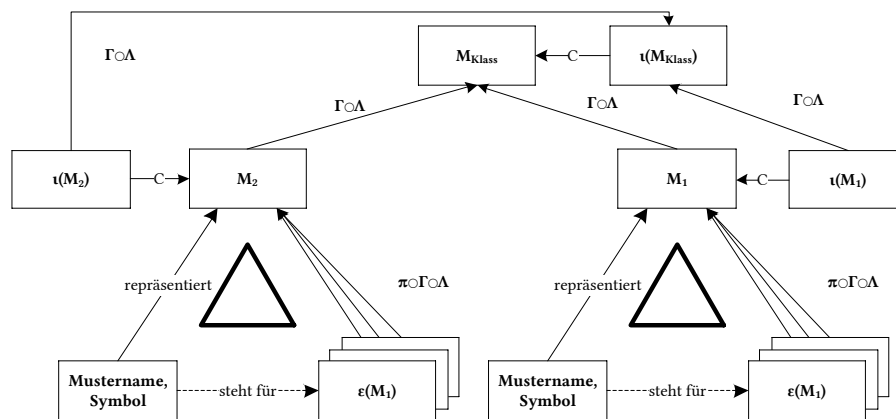 Γ○Λ
M_Klass
C
ι(M_Klass)
Γ○Λ
Γ○Λ
Γ○Λ
ι(M₂)
C
M₂
M₁
C
ι(M₁)
repräsentiert
π○Γ○Λ
repräsentiert
π○Γ○Λ
Mustername,
Symbol
steht für
ε(M₁)
Mustername,
Symbol
steht für
ε(M₁)